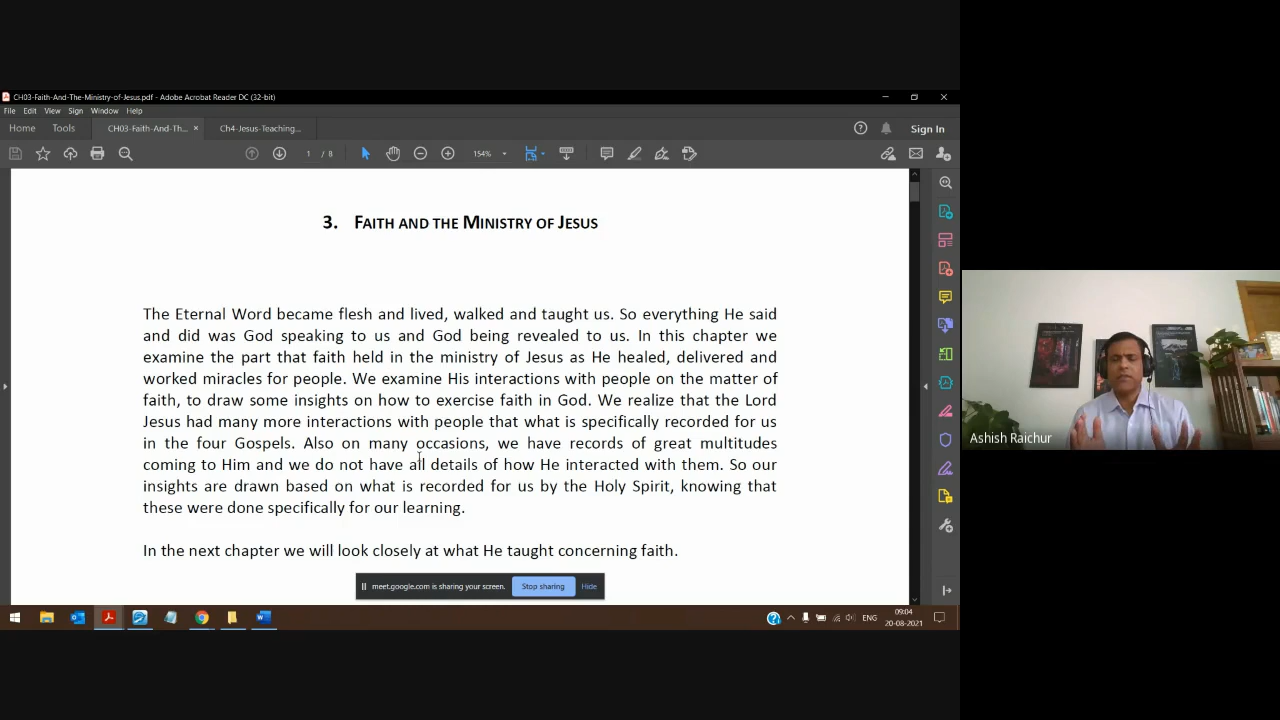 CH03-Faith-And-The-Ministry-of-Jesus.pdf - Adobe Acrobat Reader DC (32-bit)
File Edit View Sign Window Help
Home Tools CH03-Faith-And-Th... × Ch4-Jesus-Teaching... Sign In
1 / 8 154%
3. FAITH AND THE MINISTRY OF JESUS
The Eternal Word became flesh and lived, walked and taught us. So everything He said
and did was God speaking to us and God being revealed to us. In this chapter we
examine the part that faith held in the ministry of Jesus as He healed, delivered and
worked miracles for people. We examine His interactions with people on the matter of
faith, to draw some insights on how to exercise faith in God. We realize that the Lord
Jesus had many more interactions with people that what is specifically recorded for us
in the four Gospels. Also on many occasions, we have records of great multitudes
coming to Him and we do not have all details of how He interacted with them. So our
insights are drawn based on what is recorded for us by the Holy Spirit, knowing that
these were done specifically for our learning.
In the next chapter we will look closely at what He taught concerning faith.
meet.google.com is sharing your screen. Stop sharing Hide
ENG
09:04
20-08-2021
Ashish Raichur